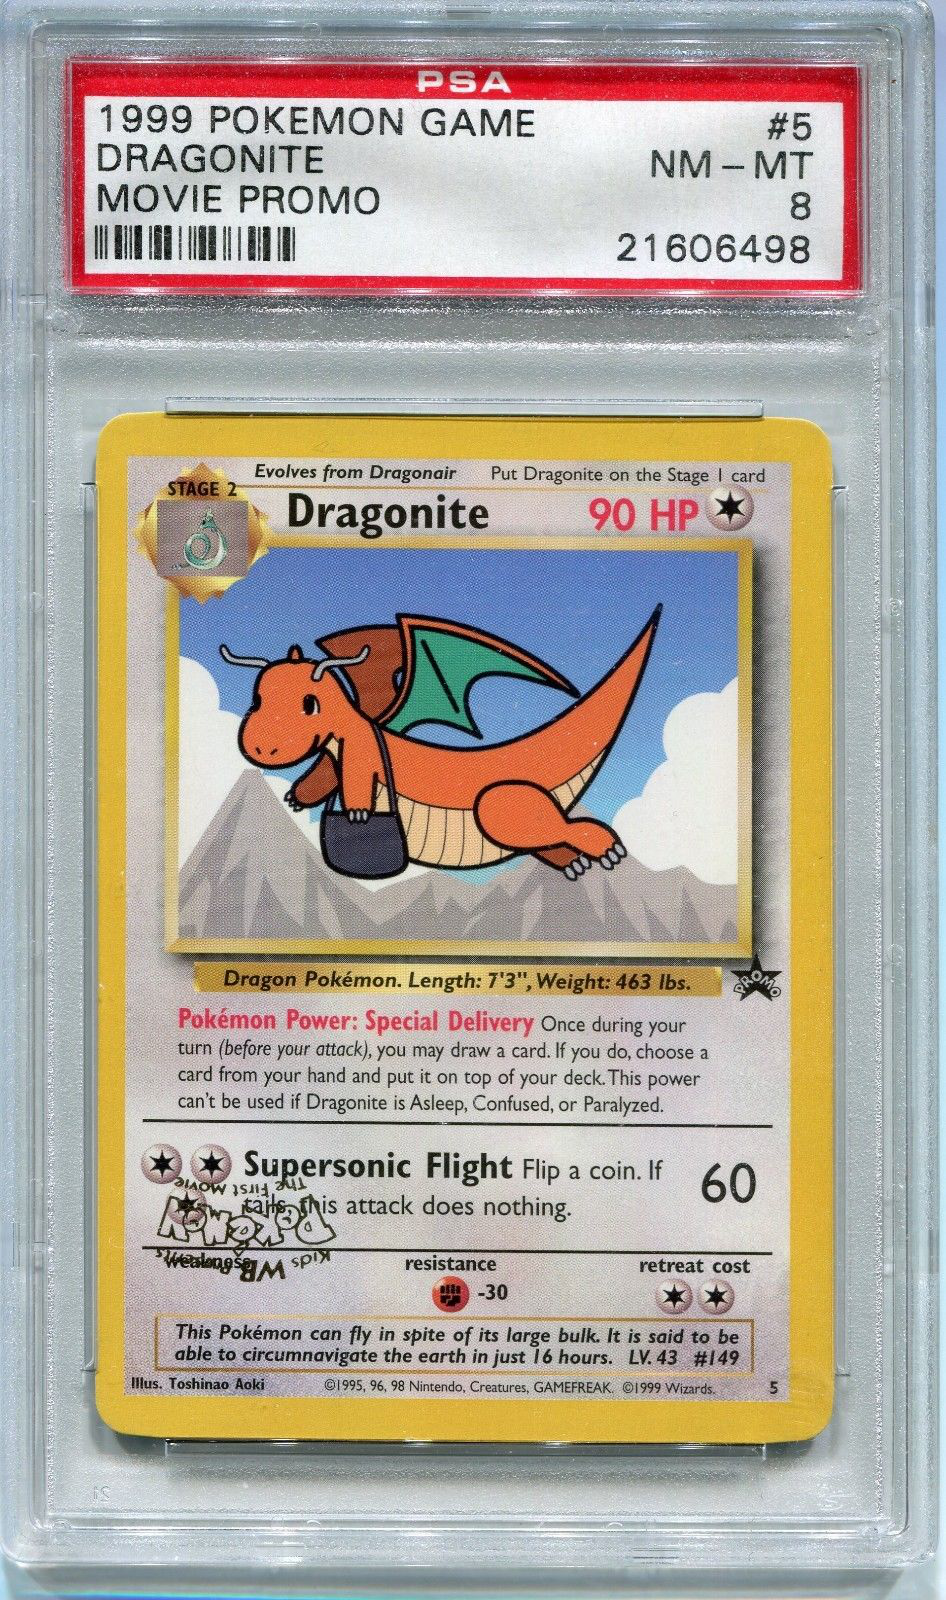 PSA
1999 POKEMON GAME #5
DRAGONITE NM - MT
MOVIE PROMO 8
21606498
Evolves from Dragonair Put Dragonite on the Stage 1 card
STAGE 2
Dragonite 90 HP
Dragon Pokémon. Length: 7'3", Weight: 463 lbs.
PROMO
Pokémon Power: Special Delivery Once during your
turn (before your attack), you may draw a card. If you do, choose a
card from your hand and put it on top of your deck. This power
can't be used if Dragonite is Asleep, Confused, or Paralyzed.
Supersonic Flight Flip a coin. If 60
tails, this attack does nothing.
Kids WB Presents
POKéMON
The First Movie
weakness resistance retreat cost
-30
This Pokémon can fly in spite of its large bulk. It is said to be
able to circumnavigate the earth in just 16 hours. LV. 43 #149
Illus. Toshinao Aoki ©1995, 96, 98 Nintendo, Creatures, GAMEFREAK. ©1999 Wizards. 5